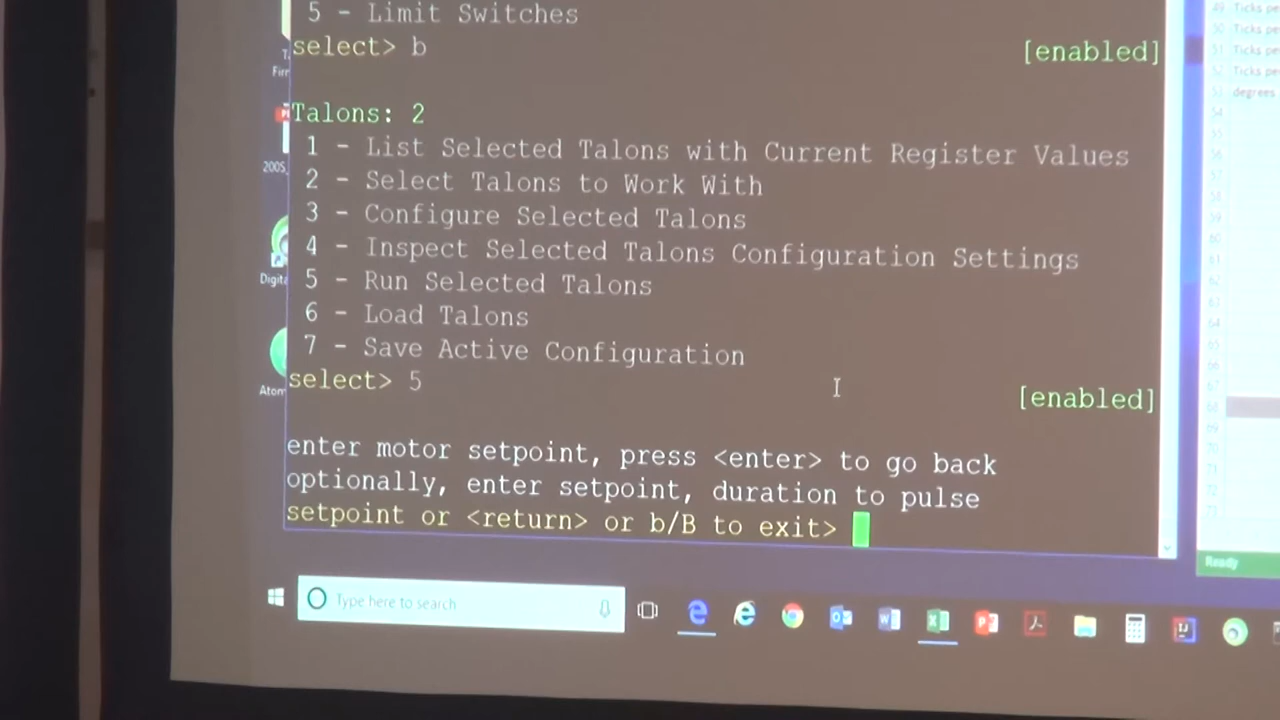 5 - Limit Switches
select> b
[enabled]
Talons: 2
1 - List Selected Talons with Current Register Values
2 - Select Talons to Work With
3 - Configure Selected Talons
4 - Inspect Selected Talons Configuration Settings
5 - Run Selected Talons
6 - Load Talons
7 - Save Active Configuration
select> 5
[enabled]
enter motor setpoint, press <enter> to go back
optionally, enter setpoint, duration to pulse
setpoint or <return> or b/B to exit>
Type here to search
Ready
degrees